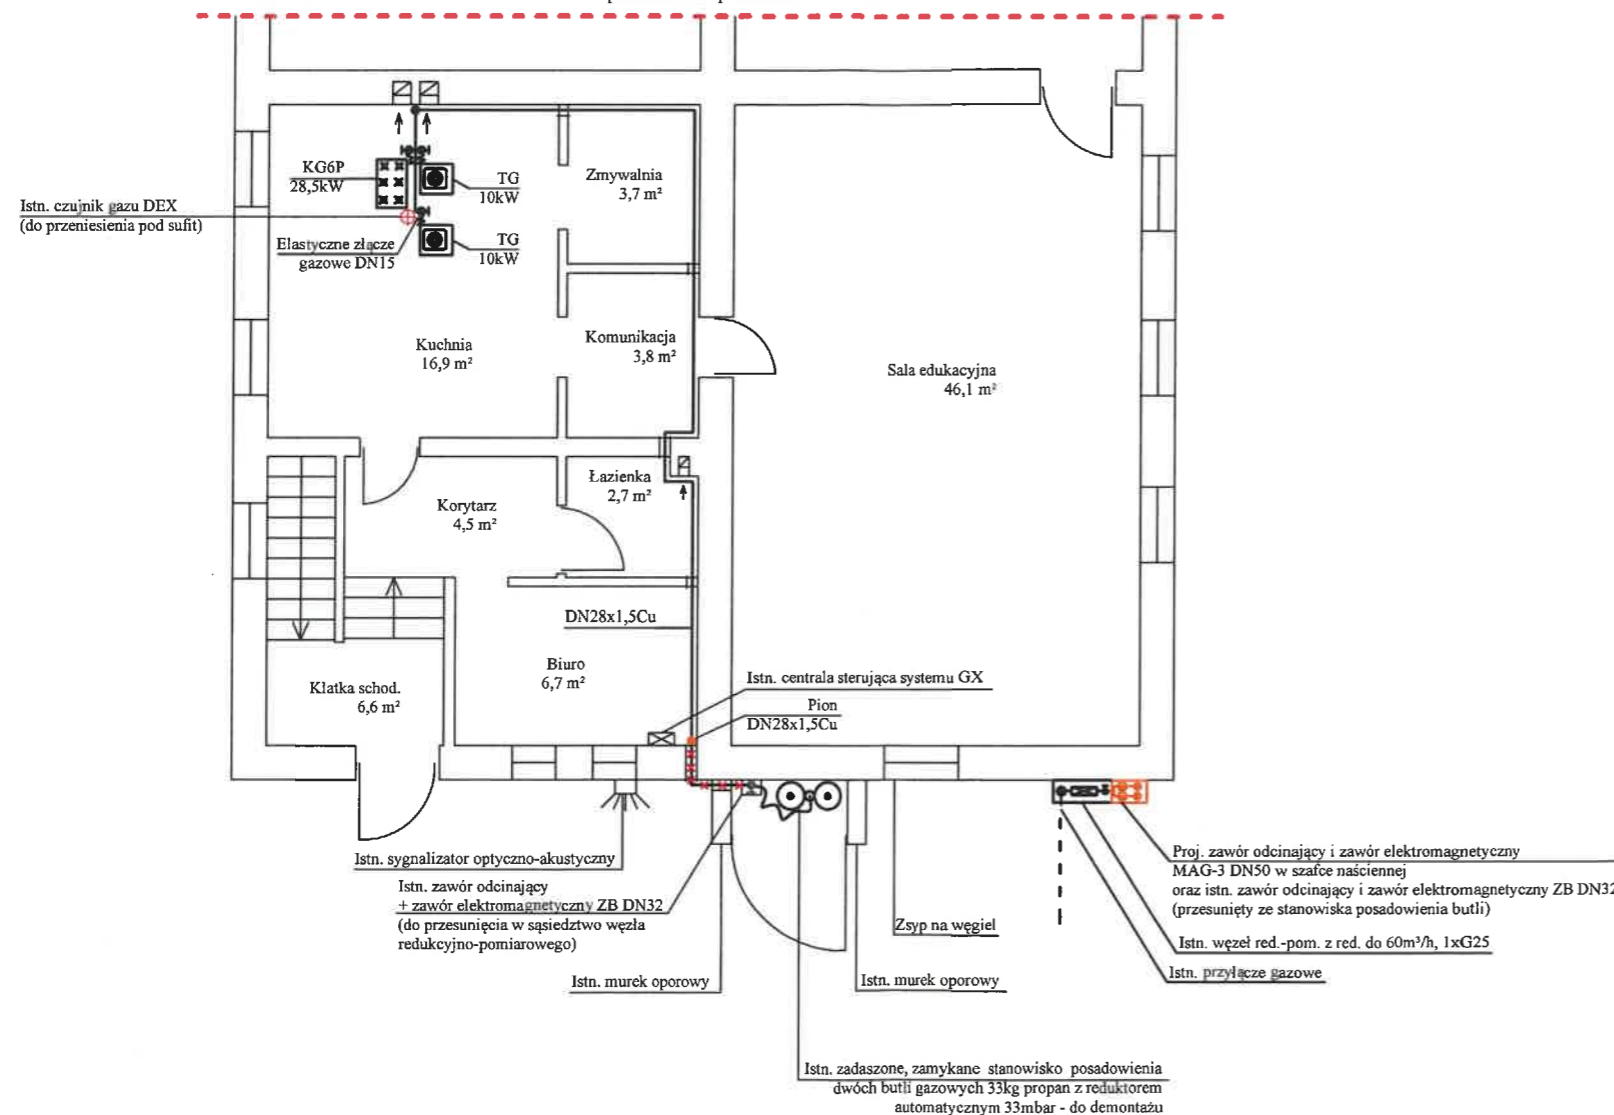 KG6P
28,5kW
TG
10kW
Zmywalnia
3,7 m²
Istn. czujnik gazu DEX
(do przeniesienia pod sufit)
Elastyczne złącze
gazowe DN15
TG
10kW
Kuchnia
16,9 m²
Komunikacja
3,8 m²
Sala edukacyjna
46,1 m²
Łazienka
2,7 m²
Korytarz
4,5 m²
DN28x1,5Cu
Biuro
6,7 m²
Klatka schod.
6,6 m²
Istn. centrala sterująca systemu GX
Pion
DN28x1,5Cu
Istn. sygnalizator optyczno-akustyczny
Istn. zawór odcinający
+ zawór elektromagnetyczny ZB DN32
(do przesunięcia w sąsiedztwo węzła
redukcyjno-pomiarowego)
Istn. murek oporowy
Zsyp na węgiel
Istn. murek oporowy
Proj. zawór odcinający i zawór elektromagnetyczny
MAG-3 DN50 w szafce naściennej
oraz istn. zawór odcinający i zawór elektromagnetyczny ZB DN32
(przesunięty ze stanowiska posadowienia butli)
Istn. węzeł red.-pom. z red. do 60m³/h, 1xG25
Istn. przyłącze gazowe
Istn. zadaszone, zamykane stanowisko posadowienia
dwóch butli gazowych 33kg propan z reduktorem
automatycznym 33mbar - do demontażu